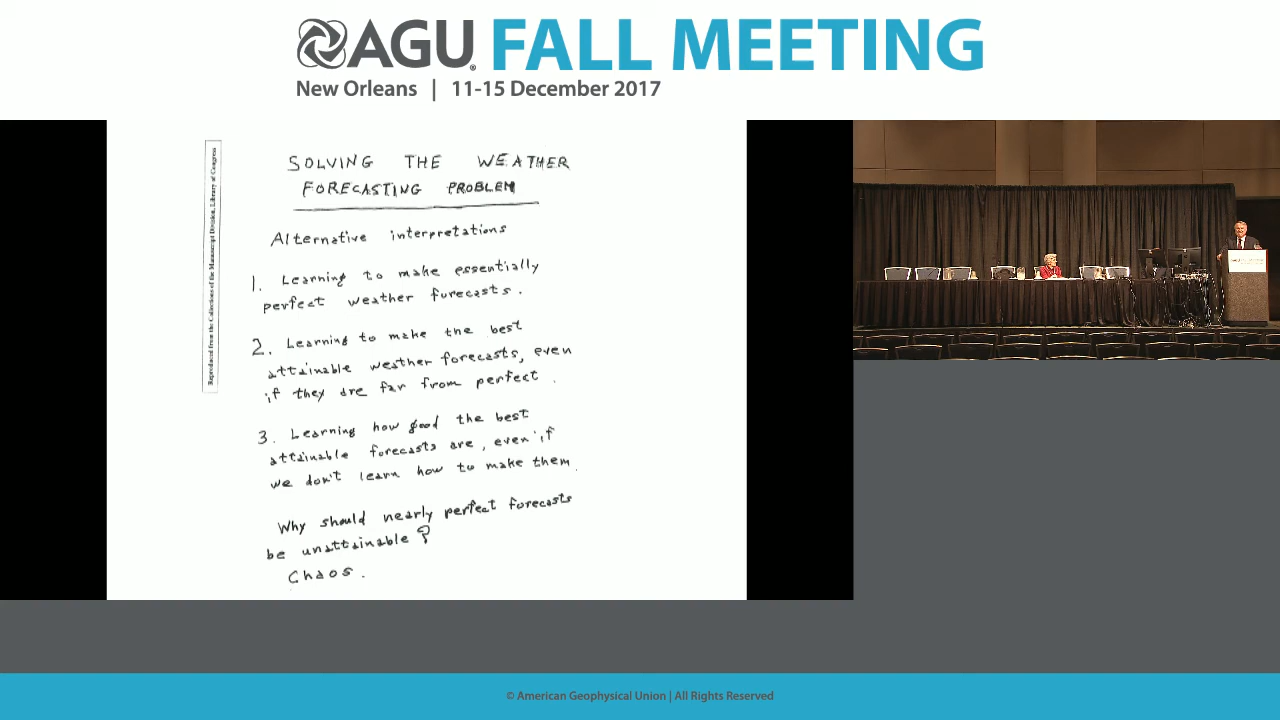 AGU FALL MEETING
New Orleans | 11-15 December 2017
Reproduced from the Collections of the Manuscript Division, Library of Congress
SOLVING THE WEATHER
FORECASTING PROBLEM
Alternative interpretations
1. Learning to make essentially
perfect weather forecasts.
2. Learning to make the best
attainable weather forecasts, even
if they are far from perfect.
3. Learning how good the best
attainable forecasts are, even if
we don't learn how to make them.
Why should nearly perfect forecasts
be unattainable?
Chaos.
© American Geophysical Union | All Rights Reserved